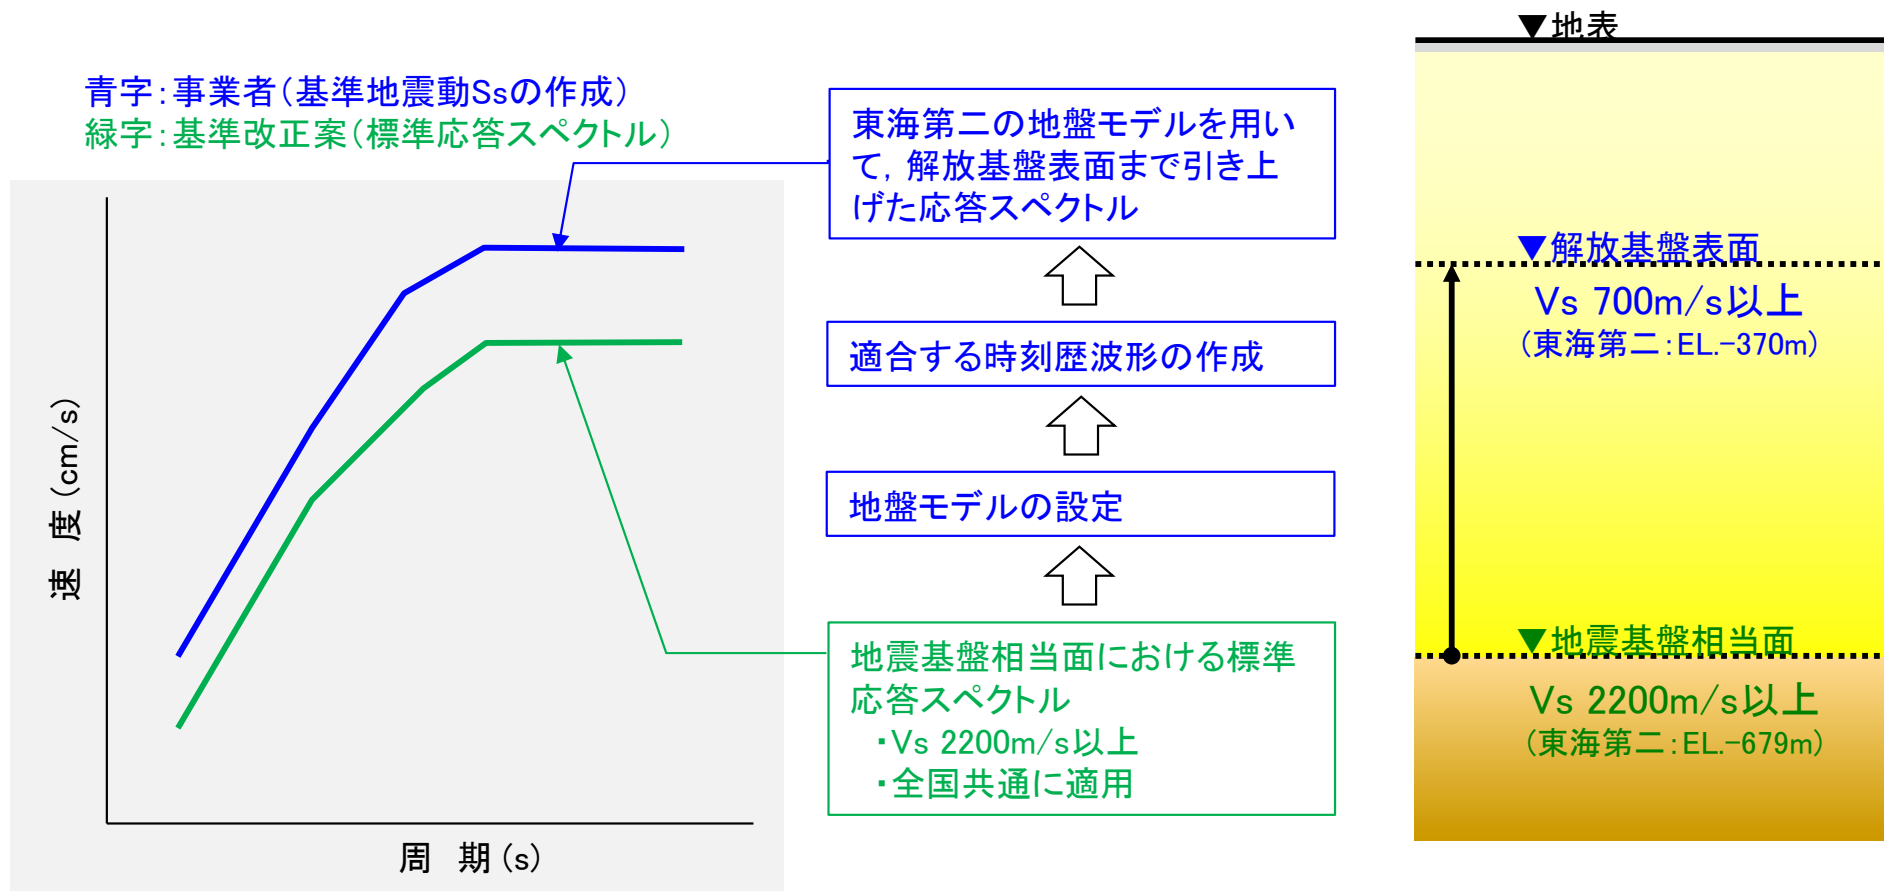 青字：事業者（基準地震動Ssの作成）
緑字：基準改正案（標準応答スペクトル）
速　度（cm/s）
周　期（s）
東海第二の地盤モデルを用い
て，解放基盤表面まで引き上
げた応答スペクトル
適合する時刻歴波形の作成
地盤モデルの設定
地震基盤相当面における標準
応答スペクトル
・Vs 2200m/s以上
・全国共通に適用
▼地表
▼解放基盤表面
Vs 700m/s以上
（東海第二：EL.-370m）
▼地震基盤相当面
Vs 2200m/s以上
（東海第二：EL.-679m）